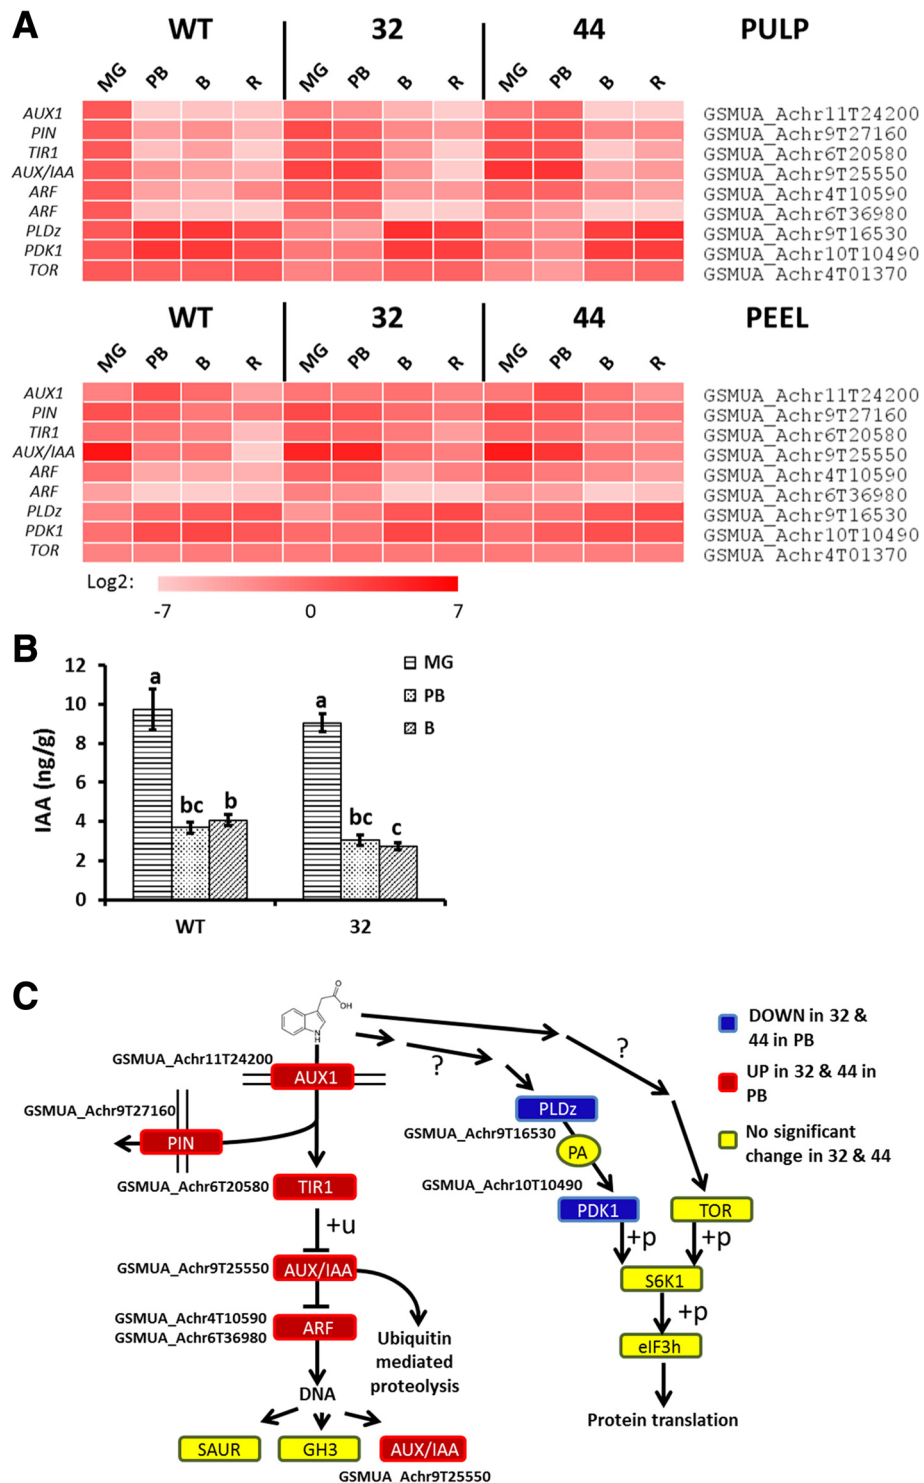 A
WT 32 44 PULP
MG PB B R MG PB B R MG PB B R
AUX1 GSMUA_Achr11T24200
PIN GSMUA_Achr9T27160
TIR1 GSMUA_Achr6T20580
AUX/IAA GSMUA_Achr9T25550
ARF GSMUA_Achr4T10590
ARF GSMUA_Achr6T36980
PLDz GSMUA_Achr9T16530
PDK1 GSMUA_Achr10T10490
TOR GSMUA_Achr4T01370
WT 32 44 PEEL
MG PB B R MG PB B R MG PB B R
AUX1 GSMUA_Achr11T24200
PIN GSMUA_Achr9T27160
TIR1 GSMUA_Achr6T20580
AUX/IAA GSMUA_Achr9T25550
ARF GSMUA_Achr4T10590
ARF GSMUA_Achr6T36980
PLDz GSMUA_Achr9T16530
PDK1 GSMUA_Achr10T10490
TOR GSMUA_Achr4T01370
Log2:
-7 0 7
B
IAA (ng/g)
12
10
8
6
4
2
0
a
bc
b
a
bc
c
WT 32
MG
PB
B
C
O
OH
N
H
GSMUA_Achr11T24200
AUX1
GSMUA_Achr9T27160
PIN
GSMUA_Achr6T20580
TIR1
+u
GSMUA_Achr9T25550
AUX/IAA
GSMUA_Achr4T10590
GSMUA_Achr6T36980
ARF
Ubiquitin
mediated
proteolysis
DNA
SAUR
GH3
AUX/IAA
GSMUA_Achr9T25550
?
?
PLDz
GSMUA_Achr9T16530
PA
GSMUA_Achr10T10490
PDK1
TOR
+p
+p
S6K1
+p
eIF3h
Protein translation
DOWN in 32 &
44 in PB
UP in 32 & 44 in
PB
No significant
change in 32 & 44